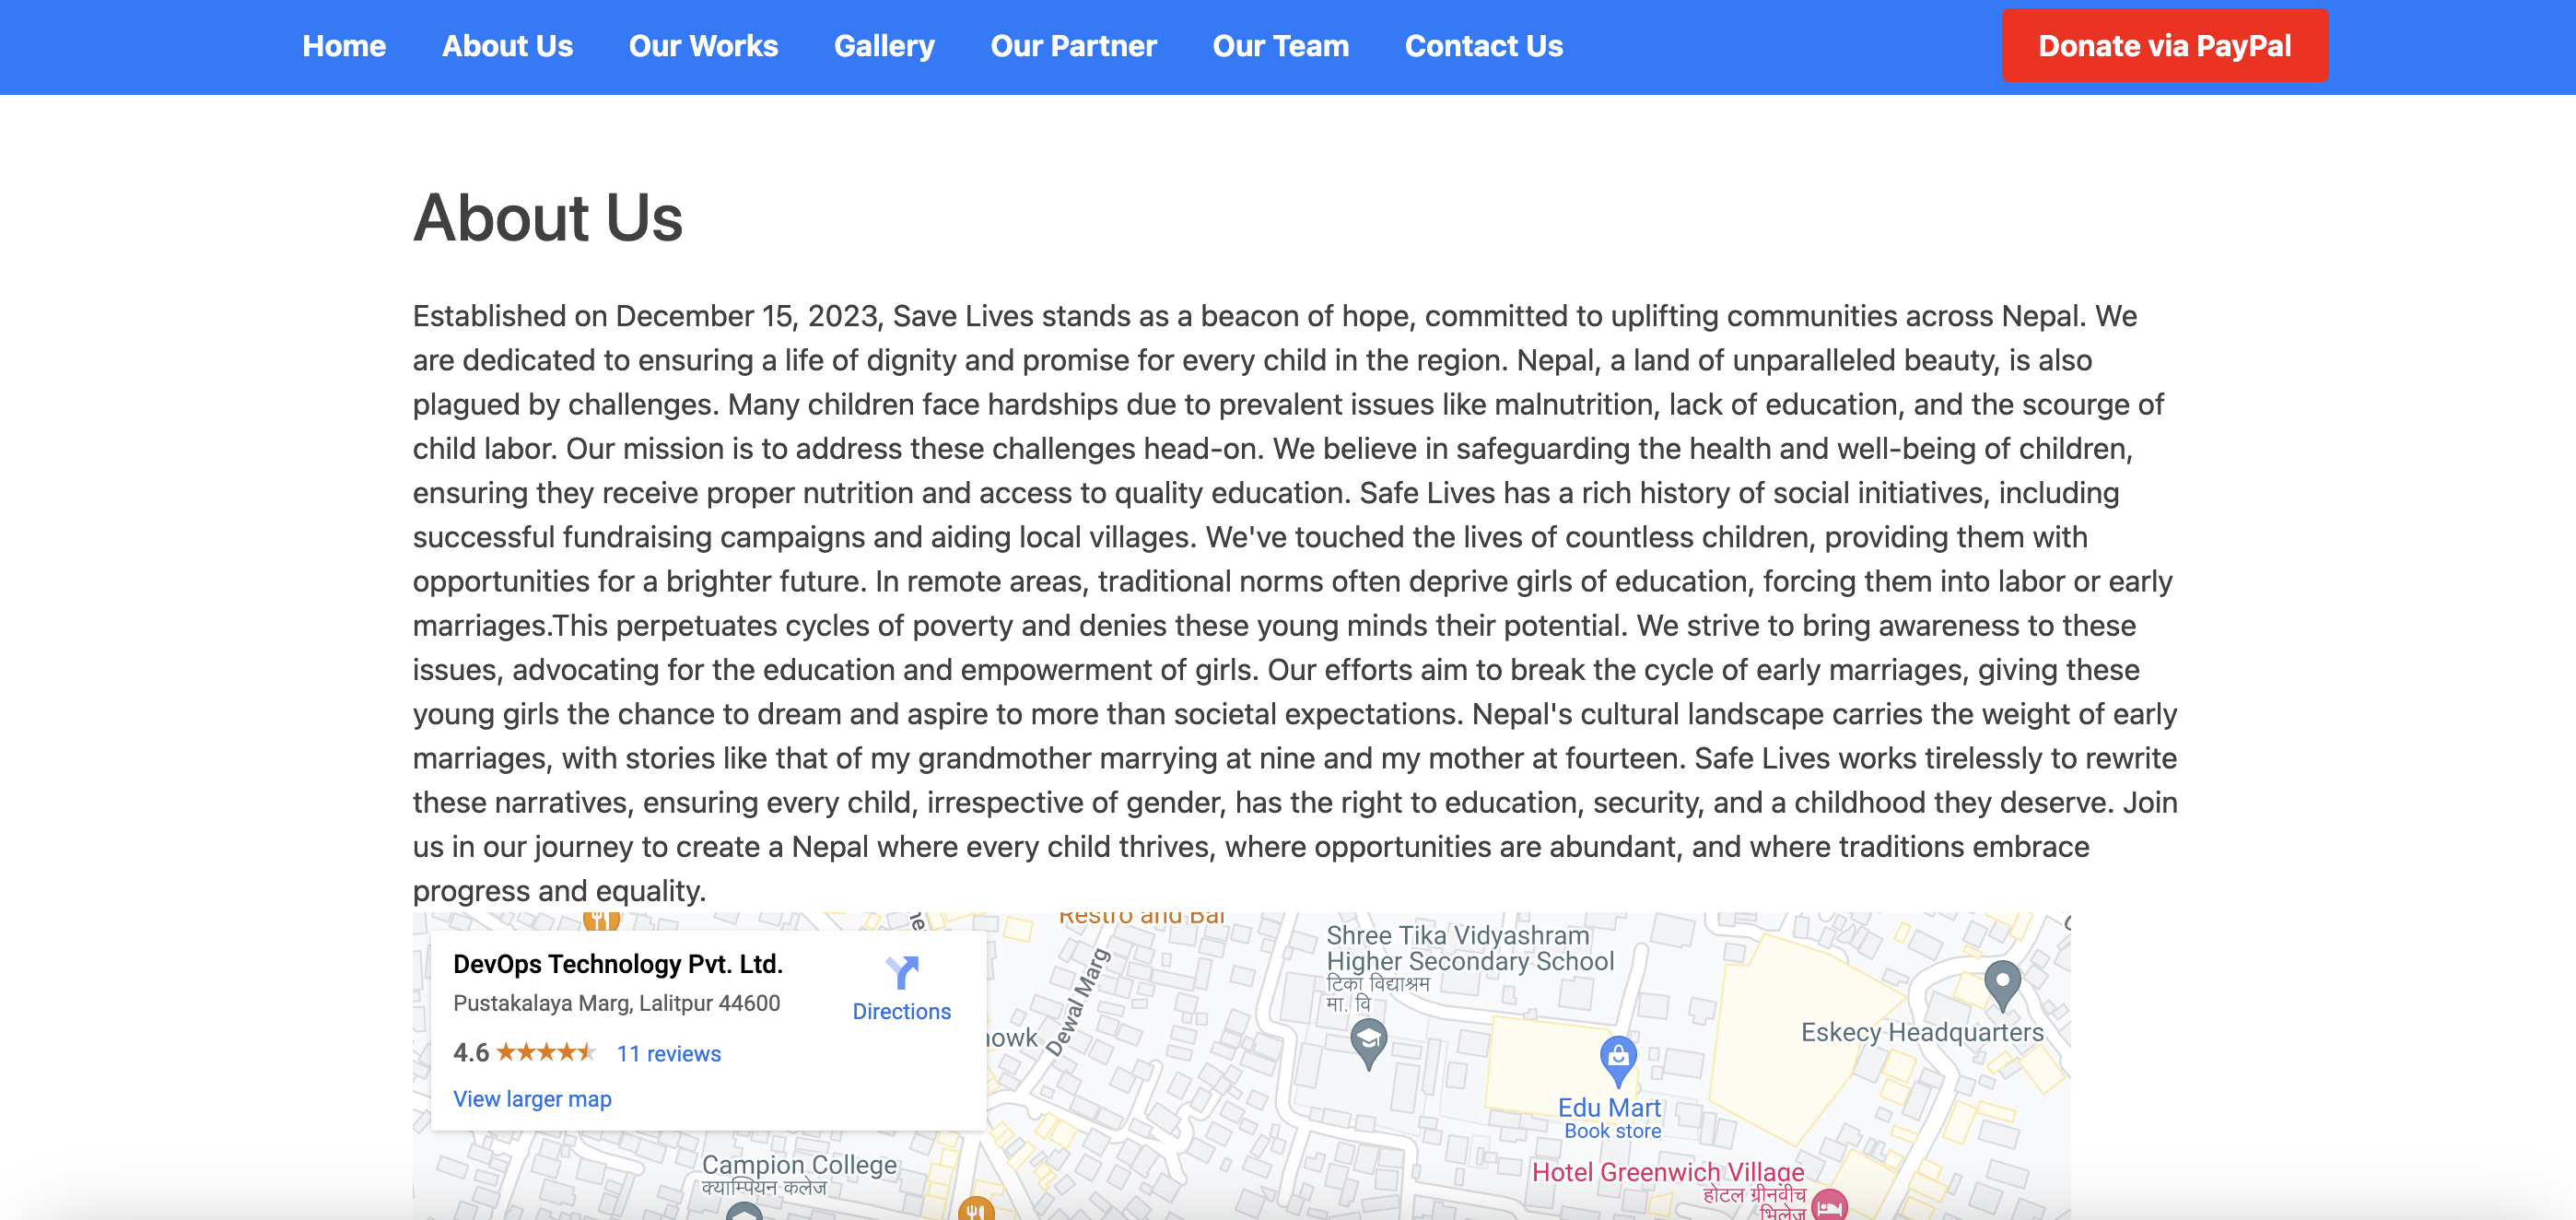 Home About Us Our Works Gallery Our Partner Our Team Contact Us Donate via PayPal
About Us
Established on December 15, 2023, Save Lives stands as a beacon of hope, committed to uplifting communities across Nepal. We
are dedicated to ensuring a life of dignity and promise for every child in the region. Nepal, a land of unparalleled beauty, is also
plagued by challenges. Many children face hardships due to prevalent issues like malnutrition, lack of education, and the scourge of
child labor. Our mission is to address these challenges head-on. We believe in safeguarding the health and well-being of children,
ensuring they receive proper nutrition and access to quality education. Safe Lives has a rich history of social initiatives, including
successful fundraising campaigns and aiding local villages. We've touched the lives of countless children, providing them with
opportunities for a brighter future. In remote areas, traditional norms often deprive girls of education, forcing them into labor or early
marriages.This perpetuates cycles of poverty and denies these young minds their potential. We strive to bring awareness to these
issues, advocating for the education and empowerment of girls. Our efforts aim to break the cycle of early marriages, giving these
young girls the chance to dream and aspire to more than societal expectations. Nepal's cultural landscape carries the weight of early
marriages, with stories like that of my grandmother marrying at nine and my mother at fourteen. Safe Lives works tirelessly to rewrite
these narratives, ensuring every child, irrespective of gender, has the right to education, security, and a childhood they deserve. Join
us in our journey to create a Nepal where every child thrives, where opportunities are abundant, and where traditions embrace
progress and equality.
DevOps Technology Pvt. Ltd.
Pustakalaya Marg, Lalitpur 44600
4.6 11 reviews
View larger map
Directions
Restro and Bar
Dewal Marg
Shree Tika Vidyashram
Higher Secondary School
टिका विद्याश्रम
मा. वि
Eskecy Headquarters
Edu Mart
Book store
Campion College
क्याम्पियन कलेज
Hotel Greenwich Village
होटल ग्रीनवीच
भिलेज